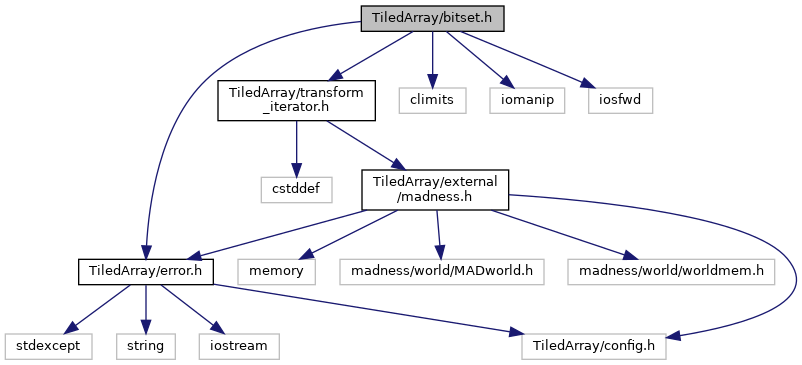 TiledArray/bitset.h
TiledArray/transform
_iterator.h
climits
iomanip
iosfwd
cstddef
TiledArray/external
/madness.h
TiledArray/error.h
memory
madness/world/MADworld.h
madness/world/worldmem.h
stdexcept
string
iostream
TiledArray/config.h